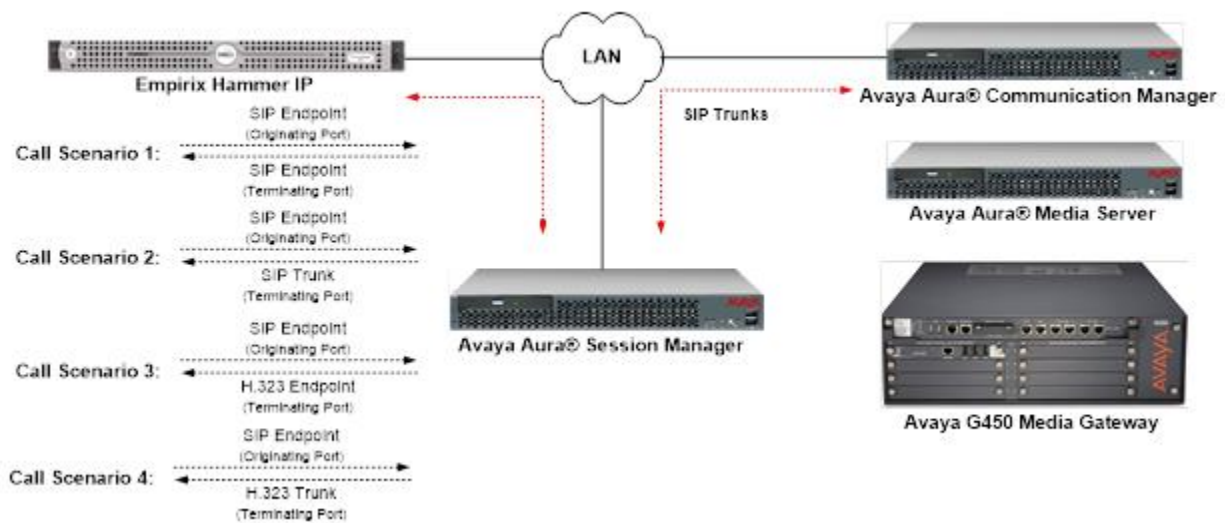 LAN
Empirix Hammer IP
Avaya Aura® Communication Manager
SIP Trunks
Call Scenario 1:
SIP Endpoint
(Originating Port)
SIP Endpoint
(Terminating Port)
Avaya Aura® Media Server
Call Scenario 2:
SIP Endpoint
(Originating Port)
SIP Trunk
(Terminating Port)
Avaya Aura® Session Manager
Call Scenario 3:
SIP Endpoint
(Originating Port)
H.323 Endpoint
(Terminating Port)
AVAYA
Avaya G450 Media Gateway
Call Scenario 4:
SIP Endpoint
(Originating Port)
H.323 Trunk
(Terminating Port)